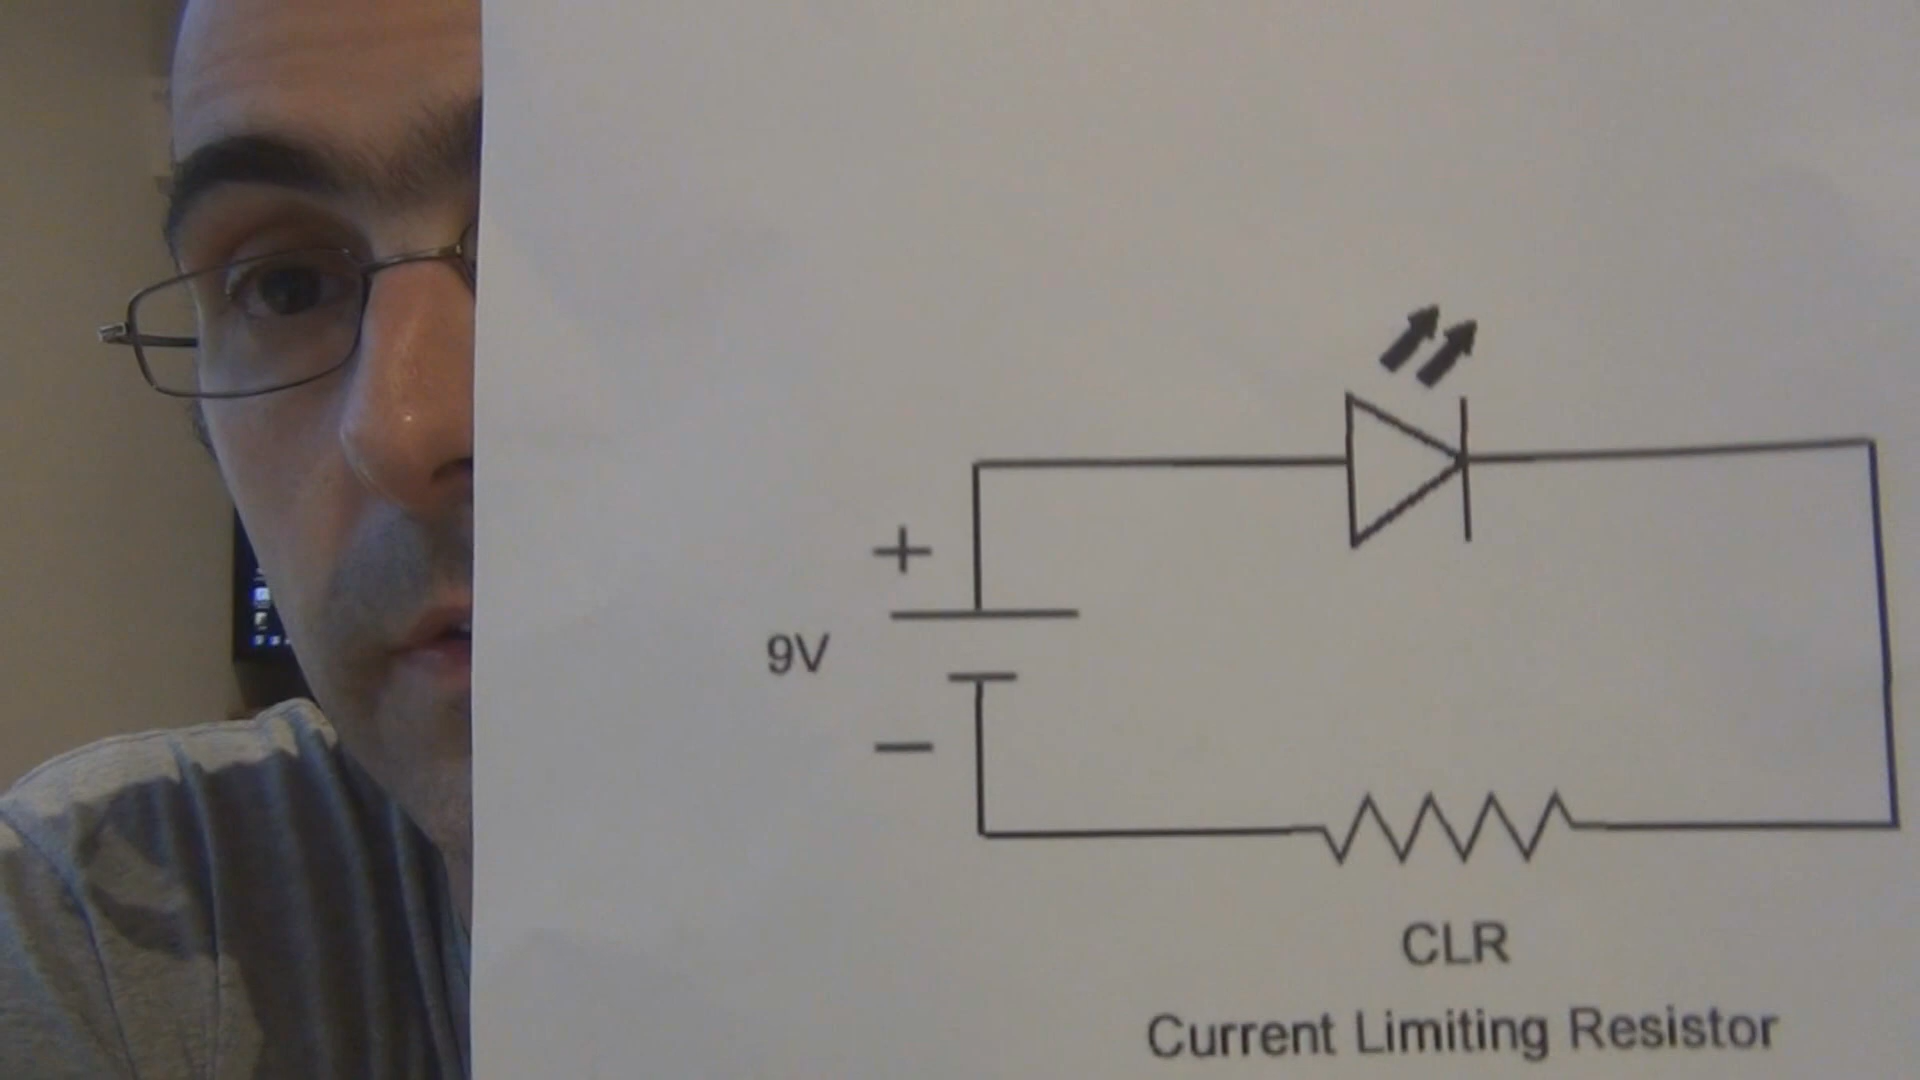 +
9V
−
CLR
Current Limiting Resistor